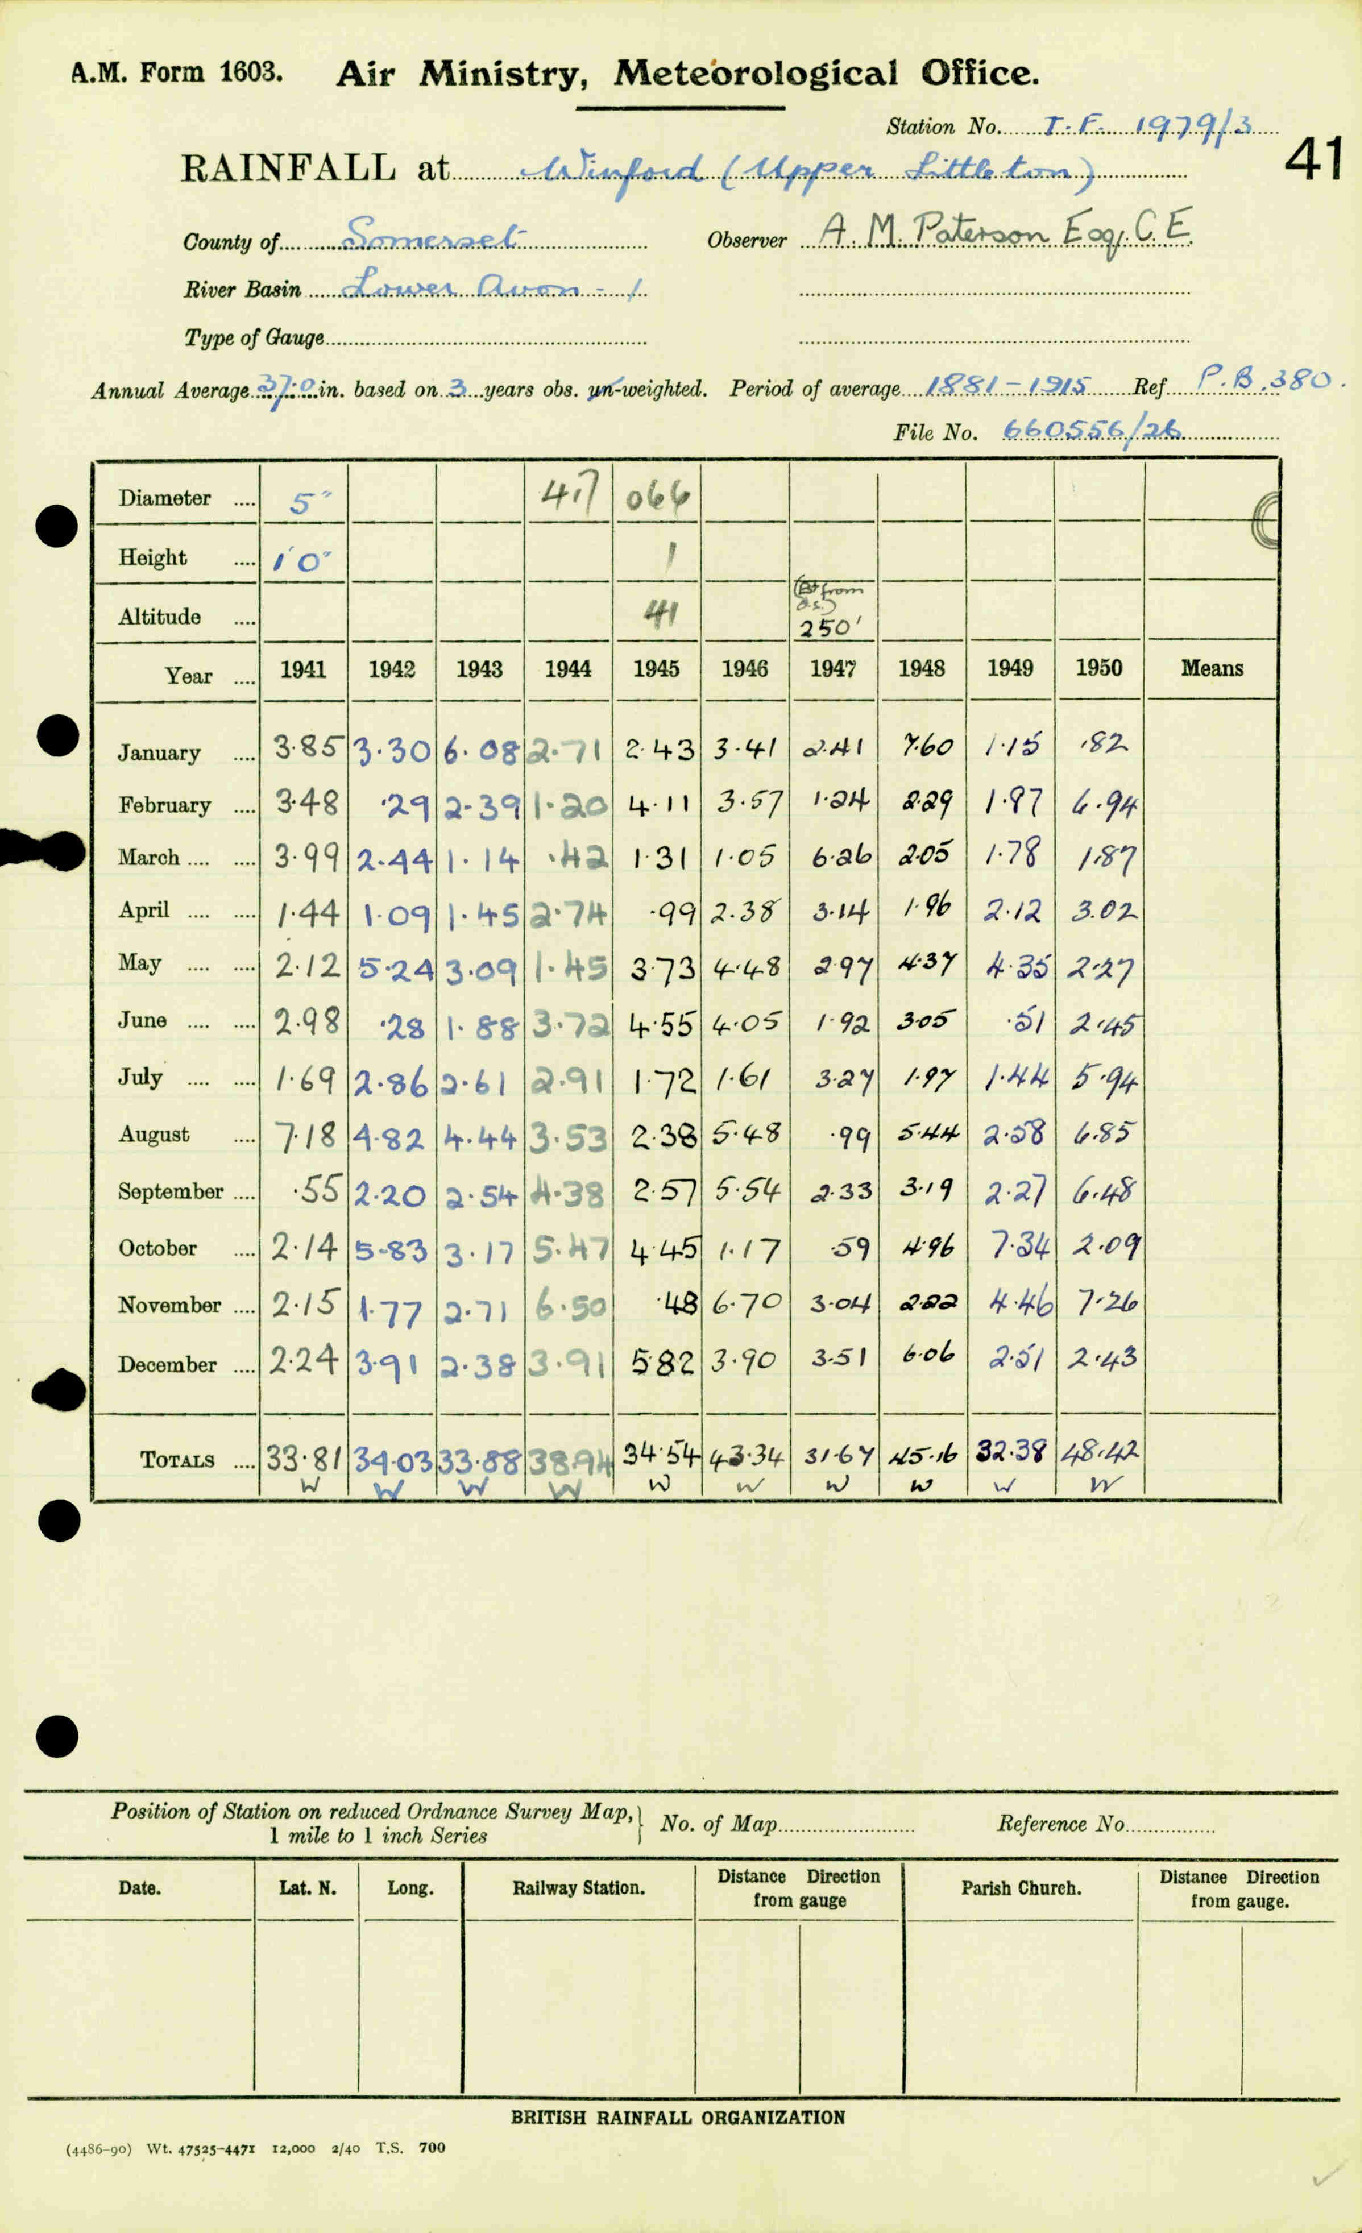 A.M. Form 1603. Air Ministry, Meteorological Office.
Station No. T.F. 1979/3
41
RAINFALL at Winford (Upper Littleton)
County of Somerset Observer A. M. Paterson Esq. C.E.
River Basin Lower Avon - 1
Type of Gauge
Annual Average 37.0 in. based on 3 years obs. un-weighted. Period of average 1881-1915 Ref P.B. 380.
File No. 660556/26
Diameter 5" 4.7 066
Height 1'0" 1
Altitude 41 from O.S.) 250'
Year 1941 1942 1943 1944 1945 1946 1947 1948 1949 1950 Means
January 3.85 3.30 6.08 2.71 2.43 3.41 2.41 7.60 1.15 .82
February 3.48 .29 2.39 1.20 4.11 3.57 1.24 2.29 1.87 6.94
March 3.99 2.44 1.14 .42 1.31 1.05 6.26 2.05 1.78 1.87
April 1.44 1.09 1.45 2.74 .99 2.38 3.14 1.96 2.12 3.02
May 2.12 5.24 3.09 1.45 3.73 4.48 2.97 4.37 4.35 2.27
June 2.98 .28 1.88 3.72 4.55 4.05 1.92 3.05 .51 2.45
July 1.69 2.86 2.61 2.91 1.72 1.61 3.27 1.97 1.44 5.94
August 7.18 4.82 4.44 3.53 2.38 5.48 .99 5.44 2.58 6.85
September .55 2.20 2.54 4.38 2.57 5.54 2.33 3.19 2.27 6.48
October 2.14 5.83 3.17 5.47 4.45 1.17 .59 4.96 7.34 2.09
November 2.15 1.77 2.71 6.50 .48 6.70 3.04 2.22 4.46 7.26
December 2.24 3.91 2.38 3.91 5.82 3.90 3.51 6.06 2.51 2.43
TOTALS 33.81 34.03 33.88 38.94 34.54 43.34 31.67 45.16 32.38 48.42
W W W W W W W W W W
Position of Station on reduced Ordnance Survey Map, 1 mile to 1 inch Series No. of Map Reference No.
Date. Lat. N. Long. Railway Station. Distance from gauge Direction Parish Church. Distance from gauge. Direction
BRITISH RAINFALL ORGANIZATION
(4486-90) Wt. 47525-4471 12,000 2/40 T.S. 700